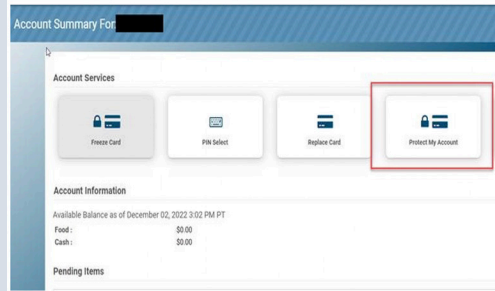 Account Summary For:
Account Services
Freeze Card
PIN Select
Replace Card
Protect My Account
Account Information
Available Balance as of December 02, 2022 3:02 PM PT
Food : $0.00
Cash : $0.00
Pending Items